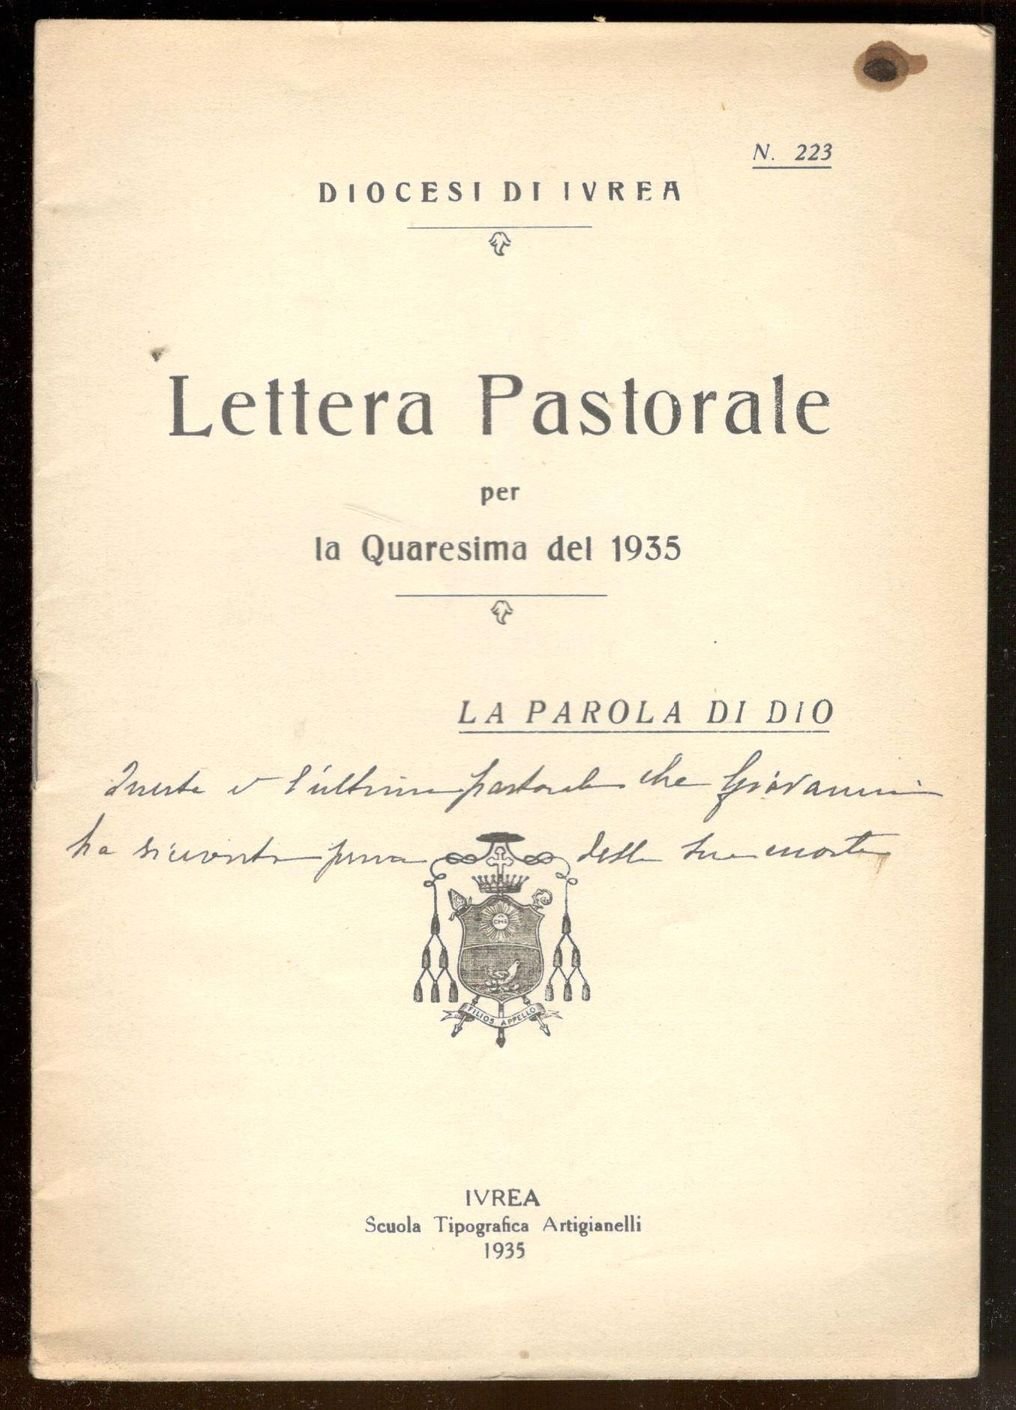 N. 223
DIOCESI DI IVREA
Lettera Pastorale
per
la Quaresima del 1935
LA PAROLA DI DIO
Questa è l'ultima pastorale che Giovannini
ha ricevuto prima della sua morte
FILIOS APPELLO
IVREA
Scuola Tipografica Artigianelli
1935